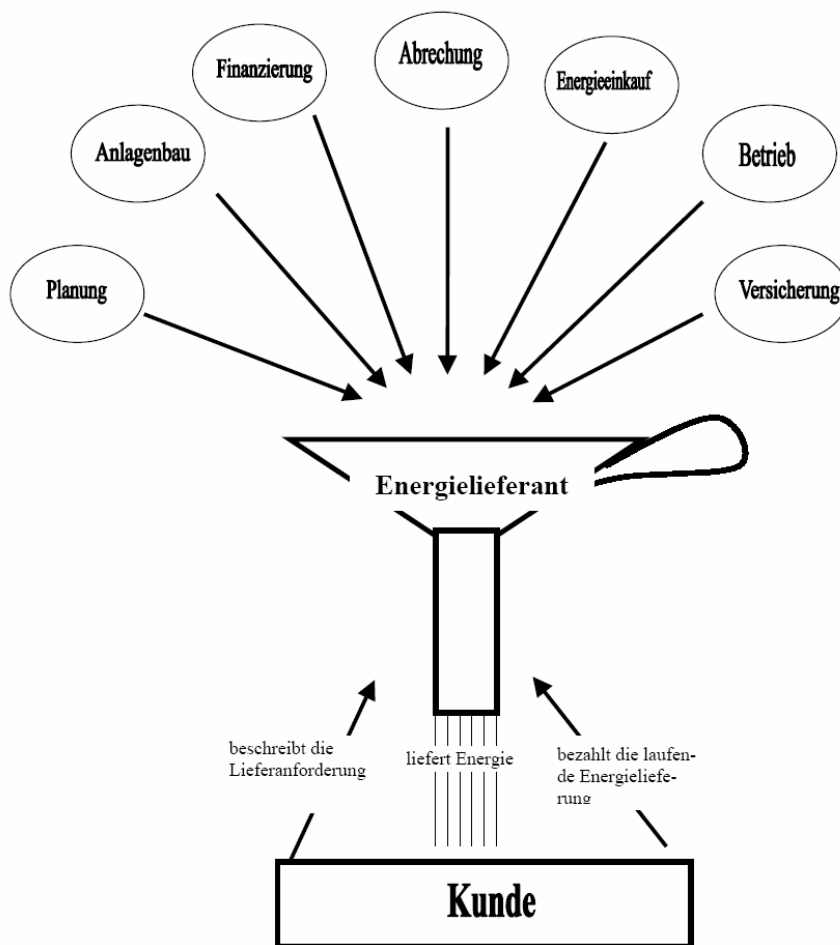 Abrechung
Finanzierung
Energieeinkauf
Anlagenbau
Betrieb
Planung
Versicherung
Energielieferant
beschreibt die
Lieferanforderung
liefert Energie
bezahlt die laufen-
de Energieliefe-
rung
Kunde